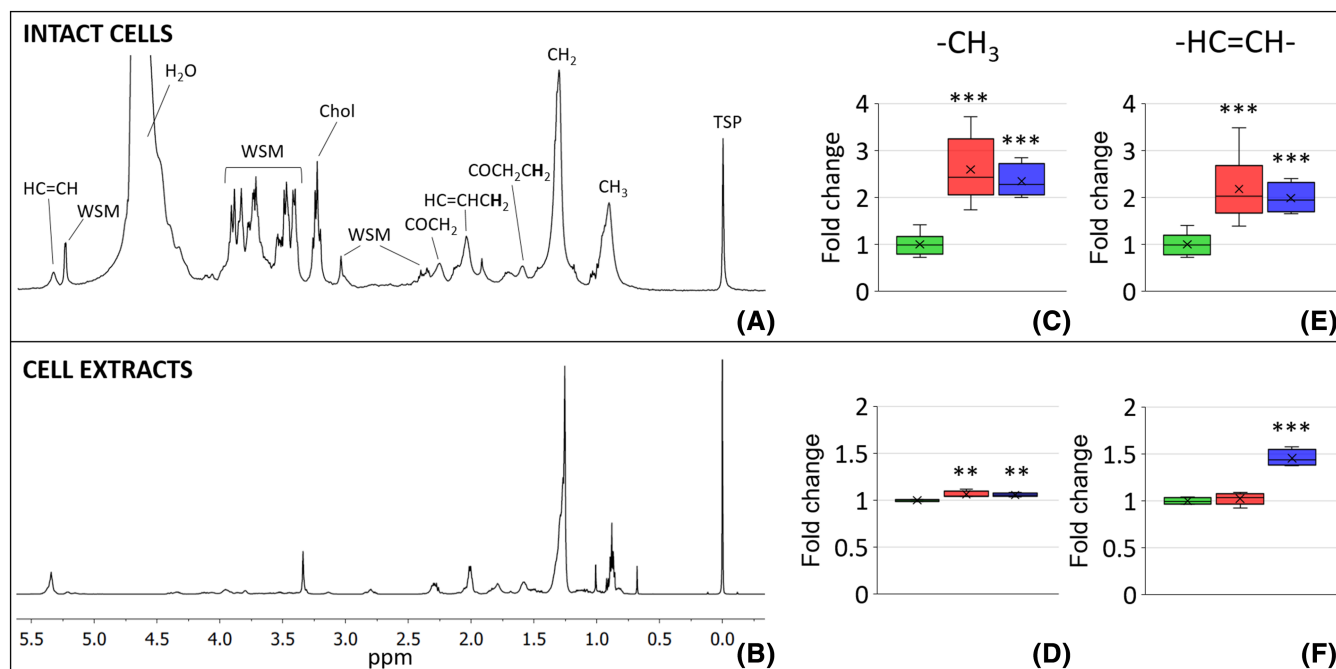 INTACT CELLS
H₂O
HC=CH
WSM
WSM
Chol
WSM
COCH₂
HC=CHCH₂
COCH₂CH₂
CH₂
CH₃
TSP
(A)
-CH₃
Fold change
4
3
2
1
0
***
***
(C)
-HC=CH-
Fold change
4
3
2
1
0
***
***
(E)
CELL EXTRACTS
5.5 5.0 4.5 4.0 3.5 3.0 2.5 2.0 1.5 1.0 0.5 0.0
ppm
(B)
Fold change
2
1.5
1
0.5
0
**
**
(D)
Fold change
2
1.5
1
0.5
0
***
(F)